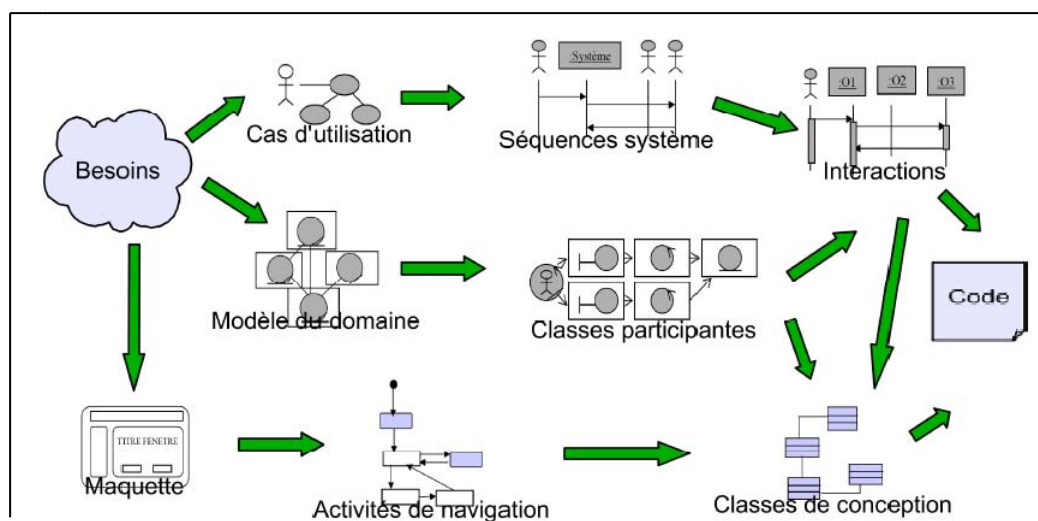 :Système
:O1
:O2
:O3
Cas d'utilisation
Séquences système
Interactions
Besoins
Modèle du domaine
Classes participantes
Code
TITRE FENETRE
Maquette
Activités de navigation
Classes de conception